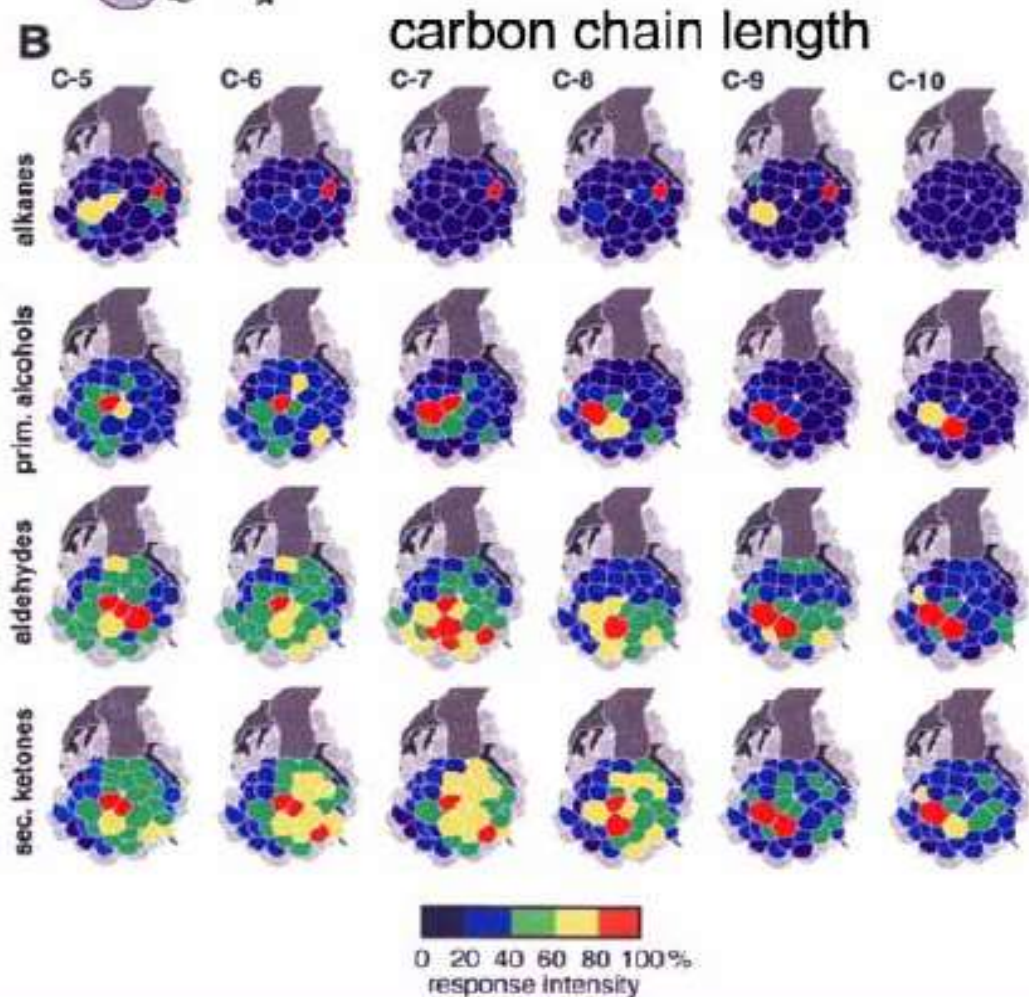 B
carbon chain length
C-5 C-6 C-7 C-8 C-9 C-10
alkanes
prim. alcohols
aldehydes
sec. ketones
0 20 40 60 80 100%
response intensity